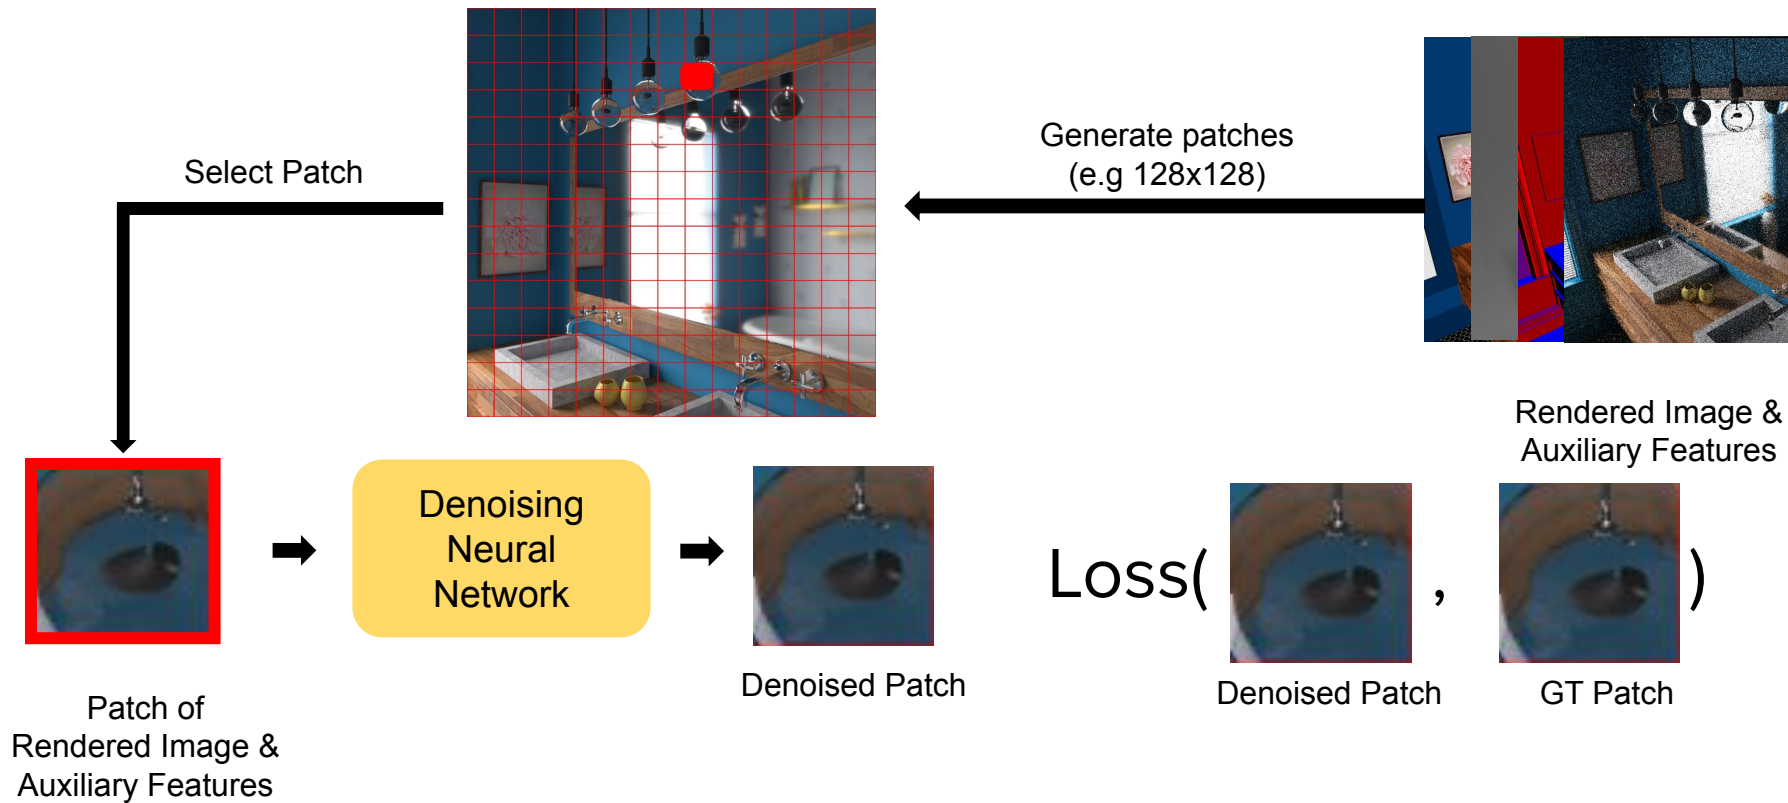 Select Patch
Generate patches
(e.g 128x128)
Rendered Image &
Auxiliary Features
Denoising
Neural
Network
Loss(
,
)
Patch of
Rendered Image &
Auxiliary Features
Denoised Patch
Denoised Patch
GT Patch